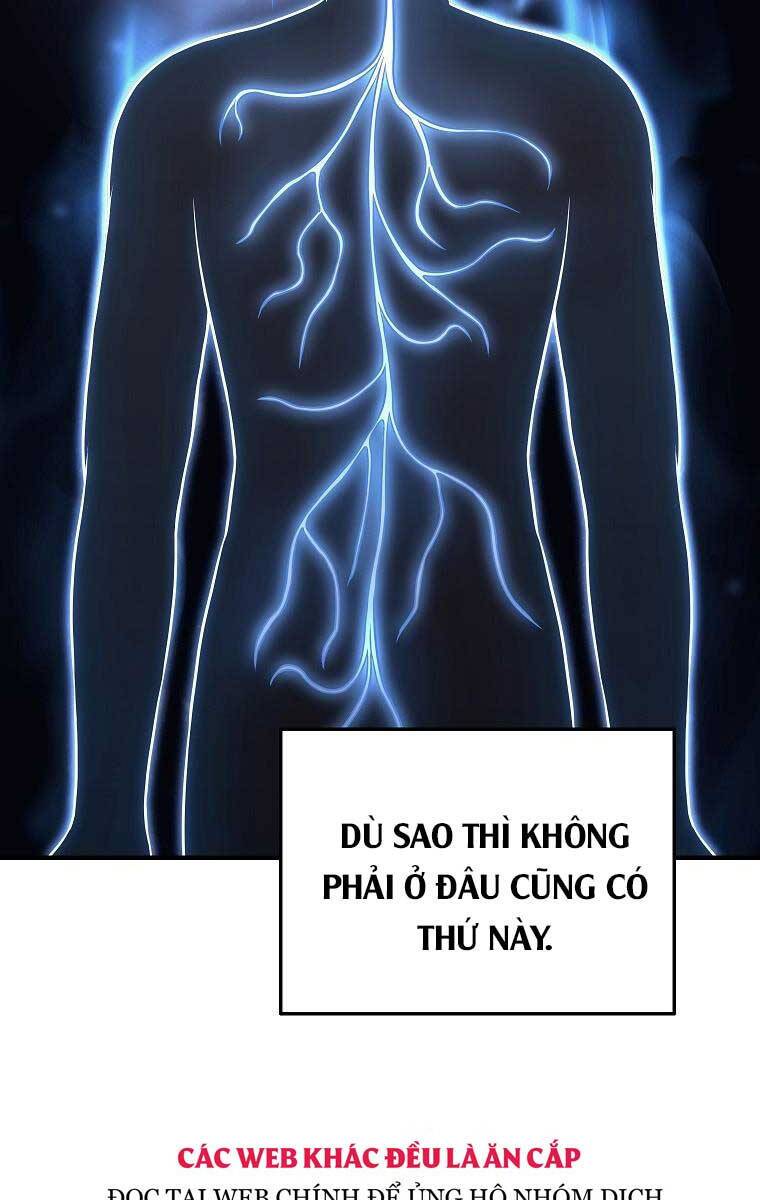 DÙ SAO THÌ KHÔNG
PHẢI Ở ĐÂU CŨNG CÓ
THỨ NÀY.
CÁC WEB KHÁC ĐỀU LÀ ĂN CẮP
ĐỌC TẠI WEB CHÍNH ĐỂ ỦNG HỘ NHÓM DỊCH